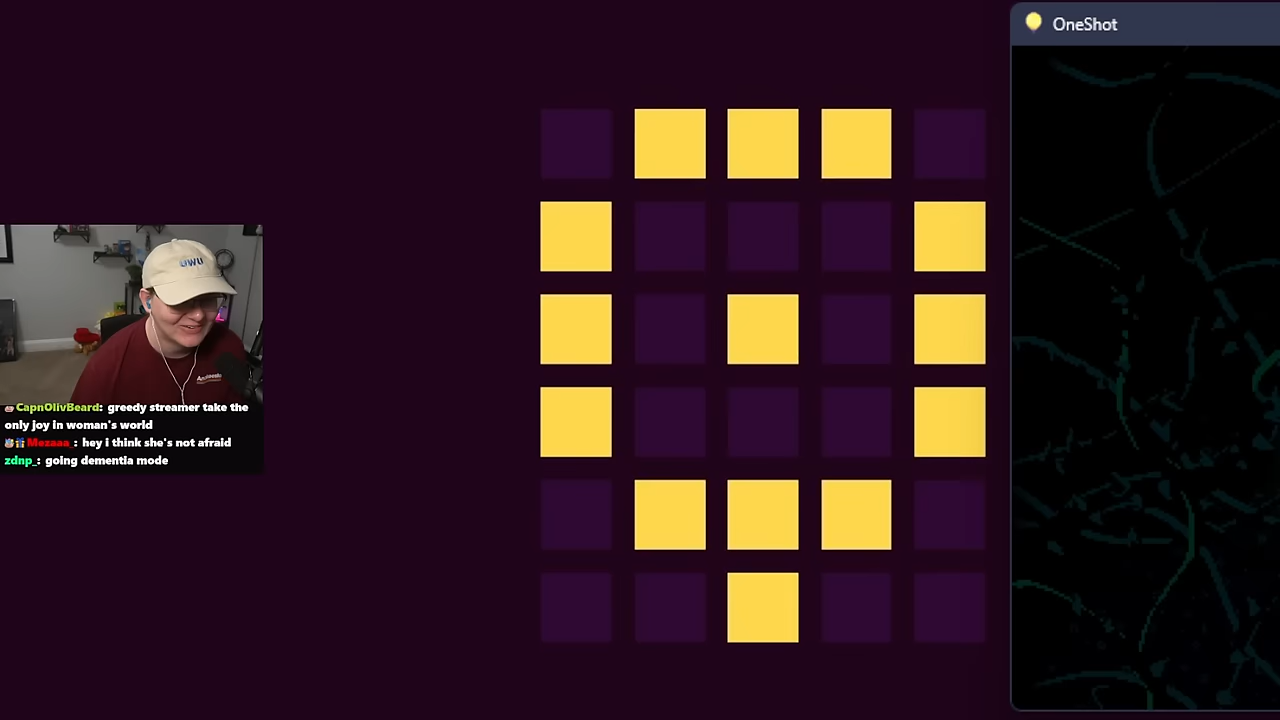 OneShot
UWU
CapnOlivBeard: greedy streamer take the
only joy in woman's world
Mezaaa_: hey i think she's not afraid
zdnp_: going dementia mode